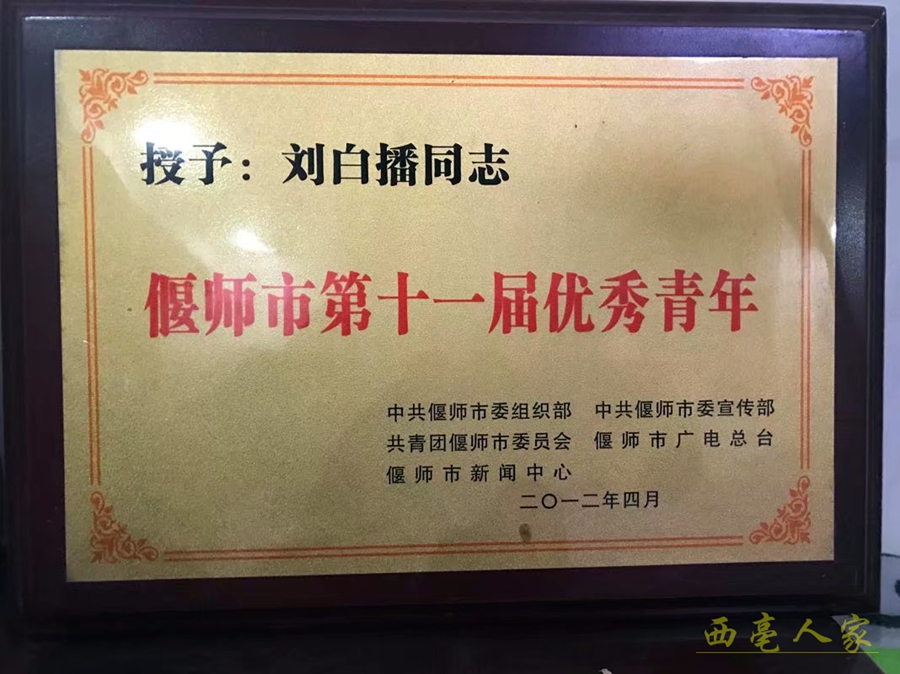 授予：刘白播同志
偃师市第十一届优秀青年
中共偃师市委组织部 中共偃师市委宣传部
共青团偃师市委员会 偃师市广电总台
偃师市新闻中心
二〇一二年四月
西亳人家